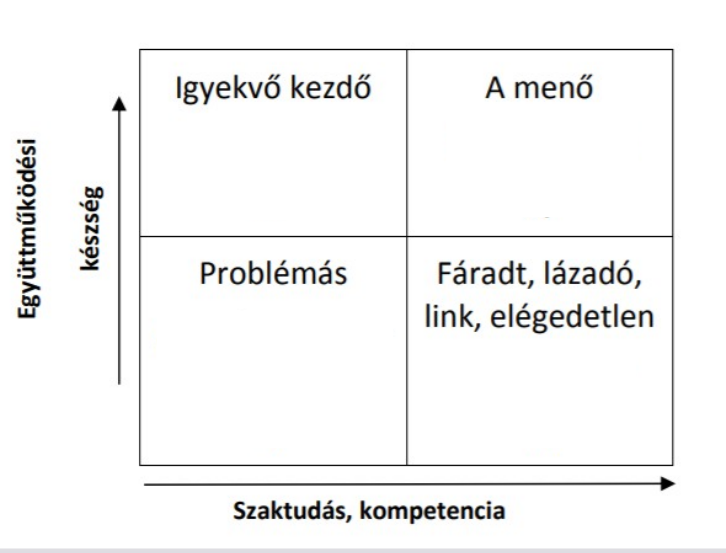 Igyekvő kezdő
A menő
Együttműködési
készség
Problémás
Fáradt, lázadó,
link, elégedetlen
Szaktudás, kompetencia